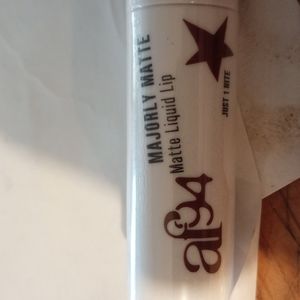 MAJORLY MATTE
Matte Liquid Lip
JUST 1 BITE
af94